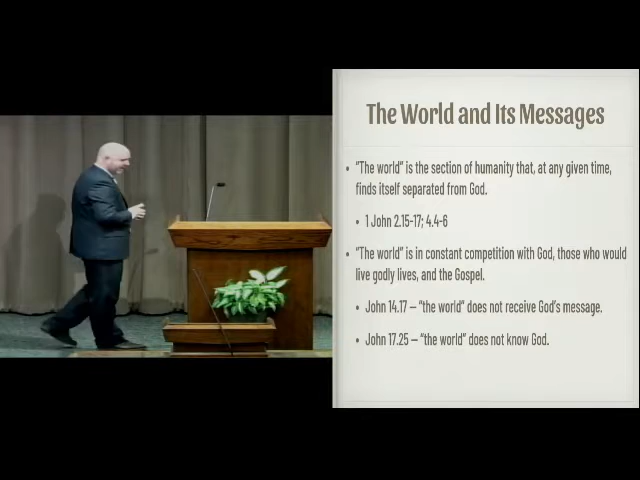 The World and Its Messages
• "The world" is the section of humanity that, at any given time,
finds itself separated from God.
• 1 John 2.15-17; 4.4-6
• "The world" is in constant competition with God, those who would
live godly lives, and the Gospel.
• John 14.17 – "the world" does not receive God's message.
• John 17.25 – "the world" does not know God.